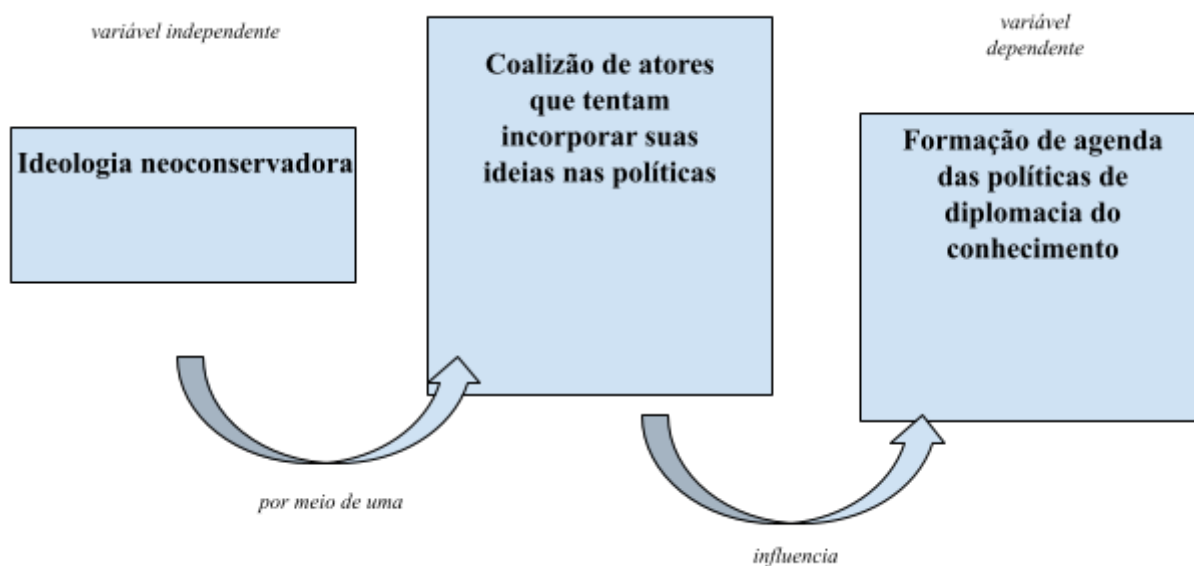 variável independente
Ideologia neoconservadora
por meio de uma
Coalizão de atores
que tentam
incorporar suas
ideias nas políticas
influencia
variável
dependente
Formação de agenda
das políticas de
diplomacia do
conhecimento